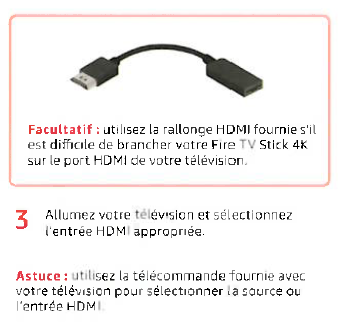 Facultatif : utilisez la rallonge HDMI fournie s'il
est difficile de brancher votre Fire TV Stick 4K
sur le port HDMI de votre télévision.
3 Allumez votre télévision et sélectionnez
l'entrée HDMI appropriée.
Astuce : utilisez la télécommande fournie avec
votre télévision pour sélectionner la source ou
l'entrée HDMI.